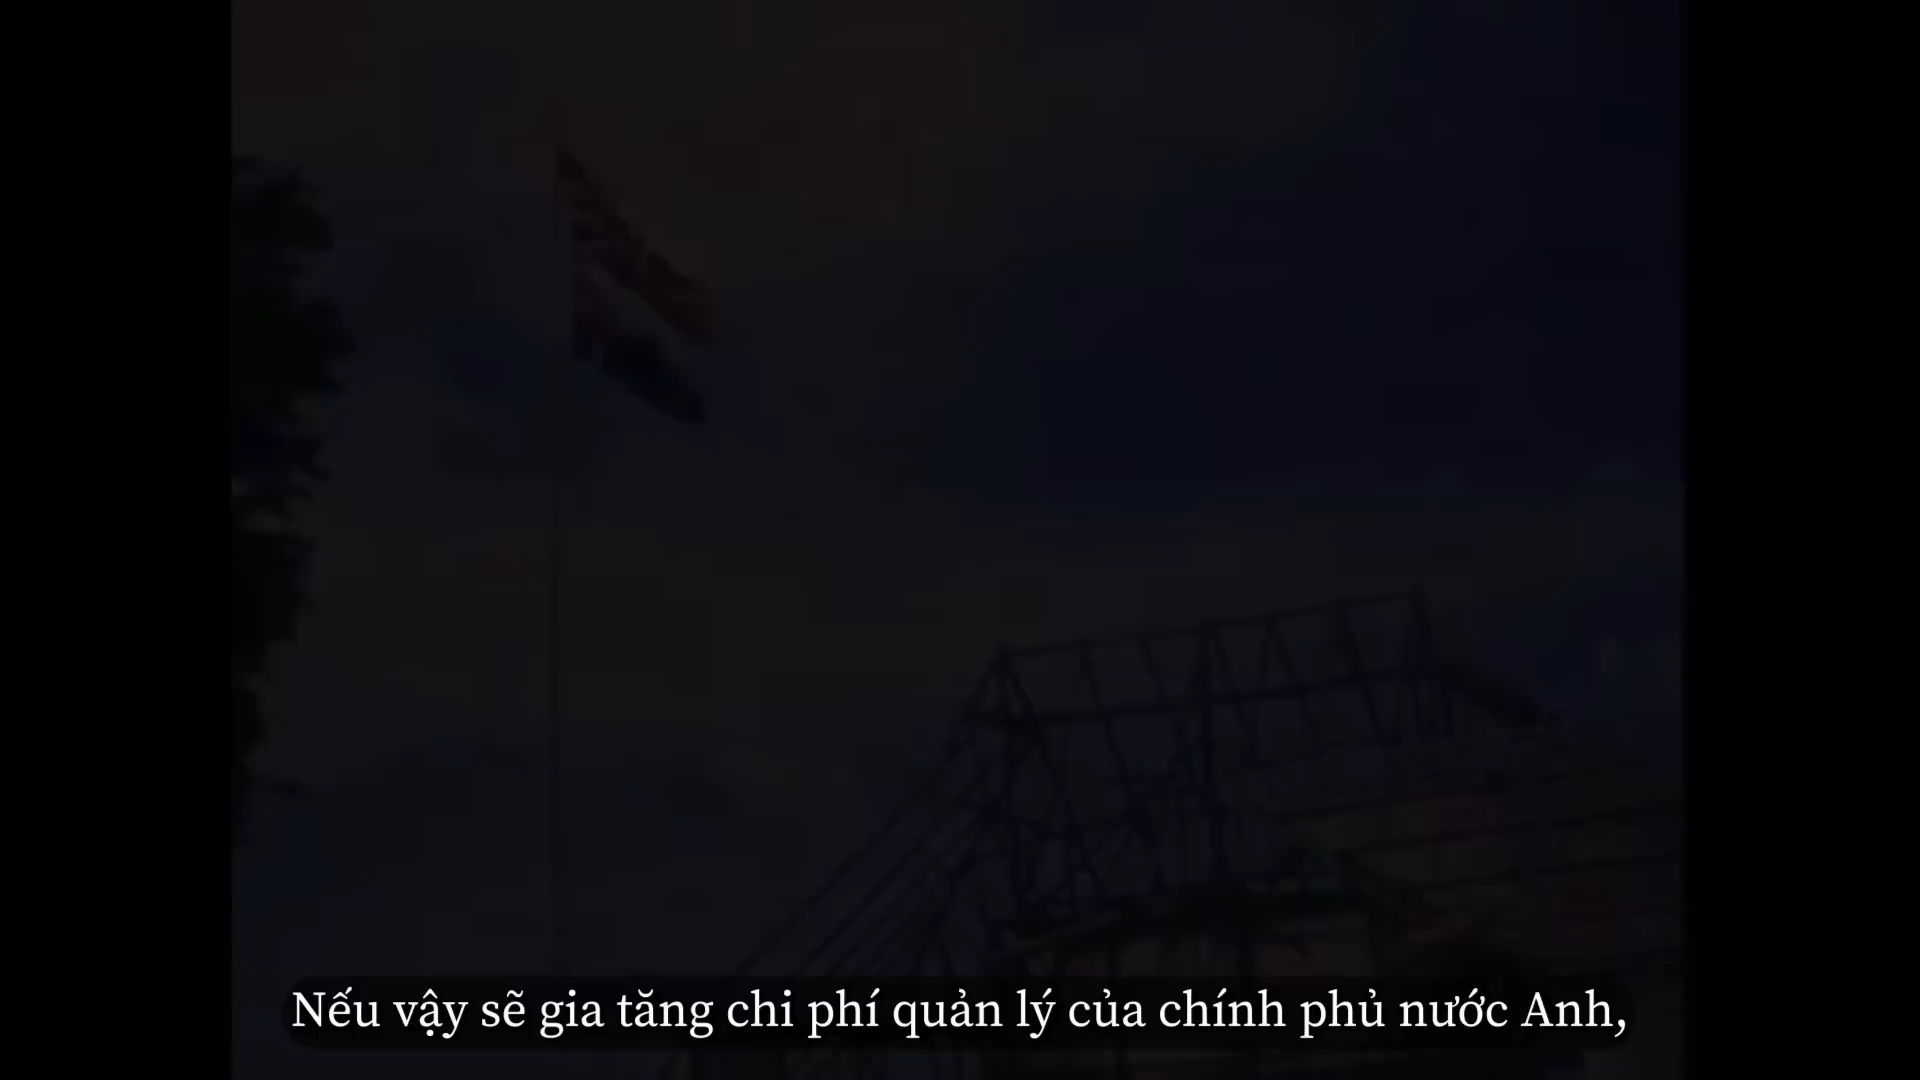 Nếu vậy sẽ gia tăng chi phí quản lý của chính phủ nước Anh,